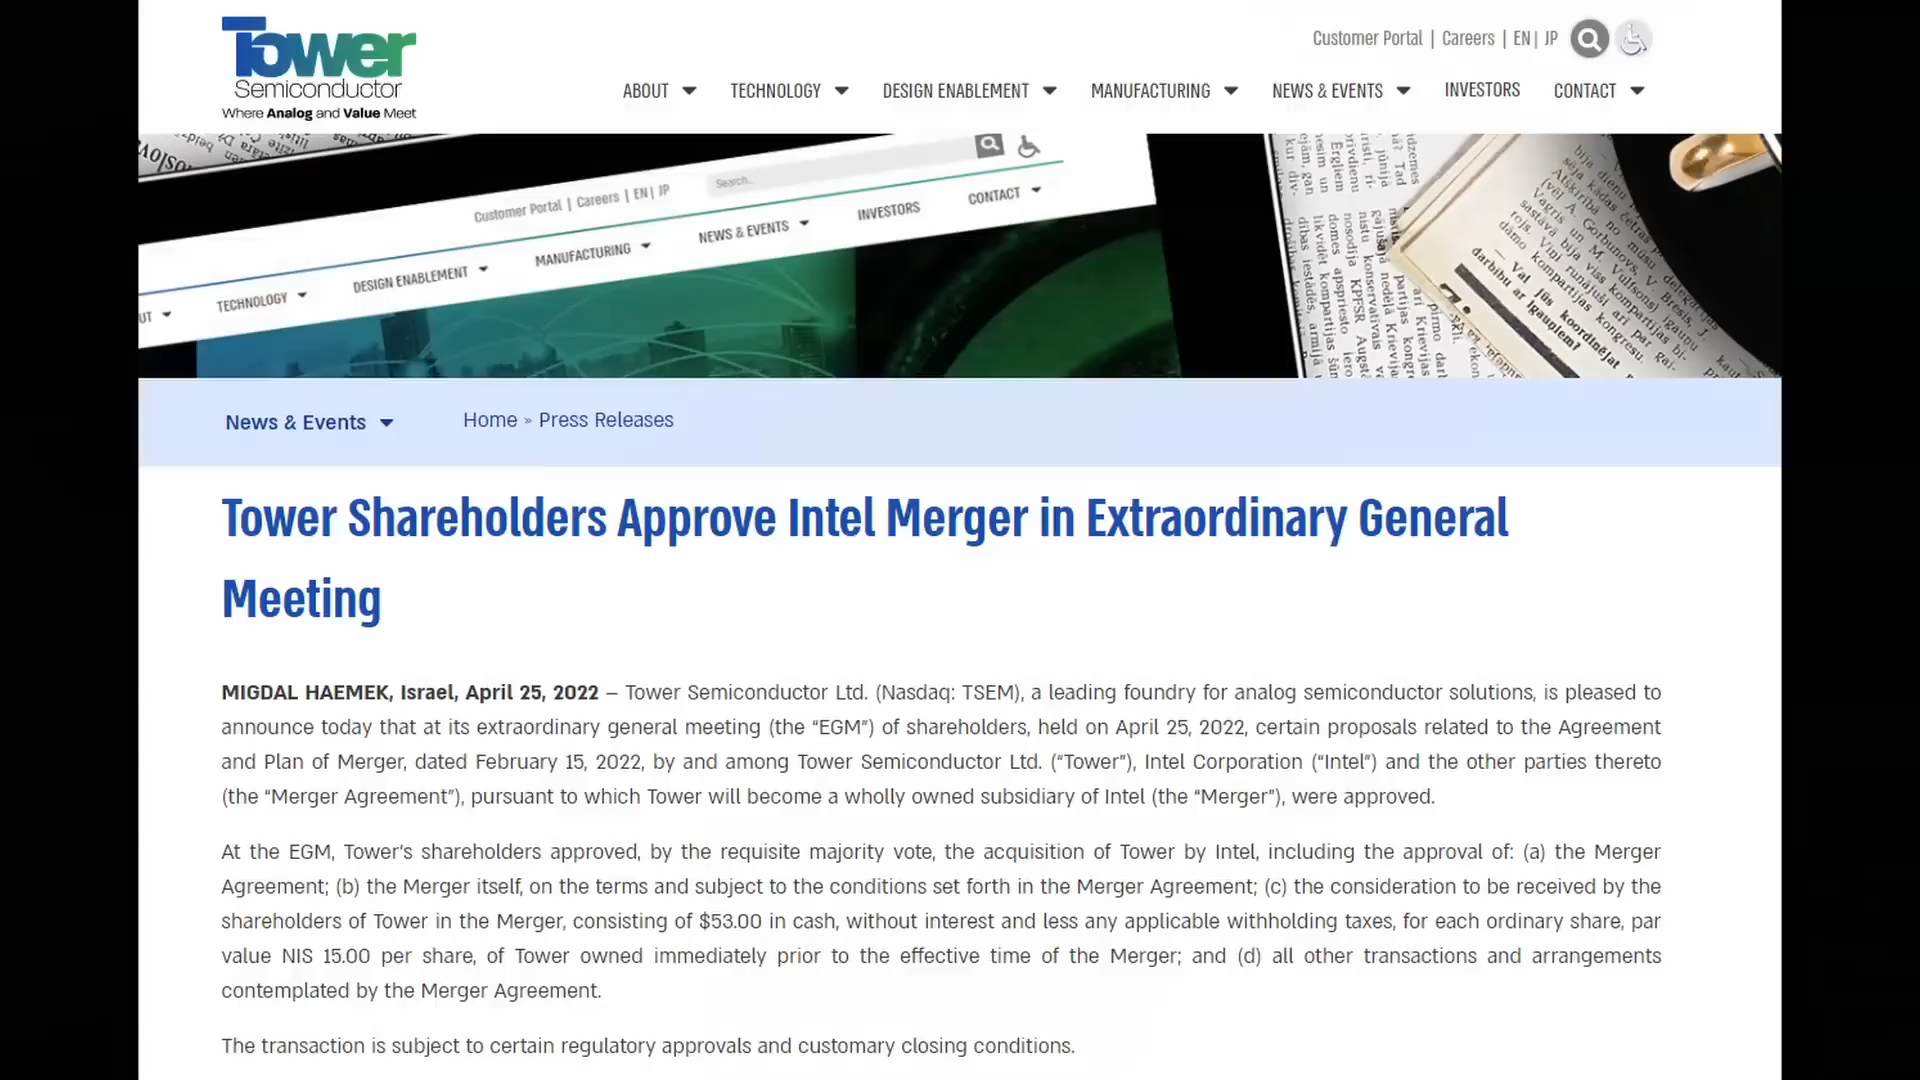 Tower
Semiconductor
Where Analog and Value Meet
Customer Portal | Careers | EN | JP
ABOUT TECHNOLOGY DESIGN ENABLEMENT MANUFACTURING NEWS & EVENTS INVESTORS CONTACT
Search...
Customer Portal | Careers | EN | JP
UT TECHNOLOGY DESIGN ENABLEMENT MANUFACTURING NEWS & EVENTS INVESTORS CONTACT
— Vai jūs koordinējat
darbību ar igauņiem?
News & Events
Home » Press Releases
Tower Shareholders Approve Intel Merger in Extraordinary General
Meeting
MIGDAL HAEMEK, Israel, April 25, 2022 – Tower Semiconductor Ltd. (Nasdaq: TSEM), a leading foundry for analog semiconductor solutions, is pleased to
announce today that at its extraordinary general meeting (the “EGM”) of shareholders, held on April 25, 2022, certain proposals related to the Agreement
and Plan of Merger, dated February 15, 2022, by and among Tower Semiconductor Ltd. (“Tower”), Intel Corporation (“Intel”) and the other parties thereto
(the “Merger Agreement”), pursuant to which Tower will become a wholly owned subsidiary of Intel (the “Merger”), were approved.
At the EGM, Tower’s shareholders approved, by the requisite majority vote, the acquisition of Tower by Intel, including the approval of: (a) the Merger
Agreement; (b) the Merger itself, on the terms and subject to the conditions set forth in the Merger Agreement; (c) the consideration to be received by the
shareholders of Tower in the Merger, consisting of $53.00 in cash, without interest and less any applicable withholding taxes, for each ordinary share, par
value NIS 15.00 per share, of Tower owned immediately prior to the effective time of the Merger; and (d) all other transactions and arrangements
contemplated by the Merger Agreement.
The transaction is subject to certain regulatory approvals and customary closing conditions.